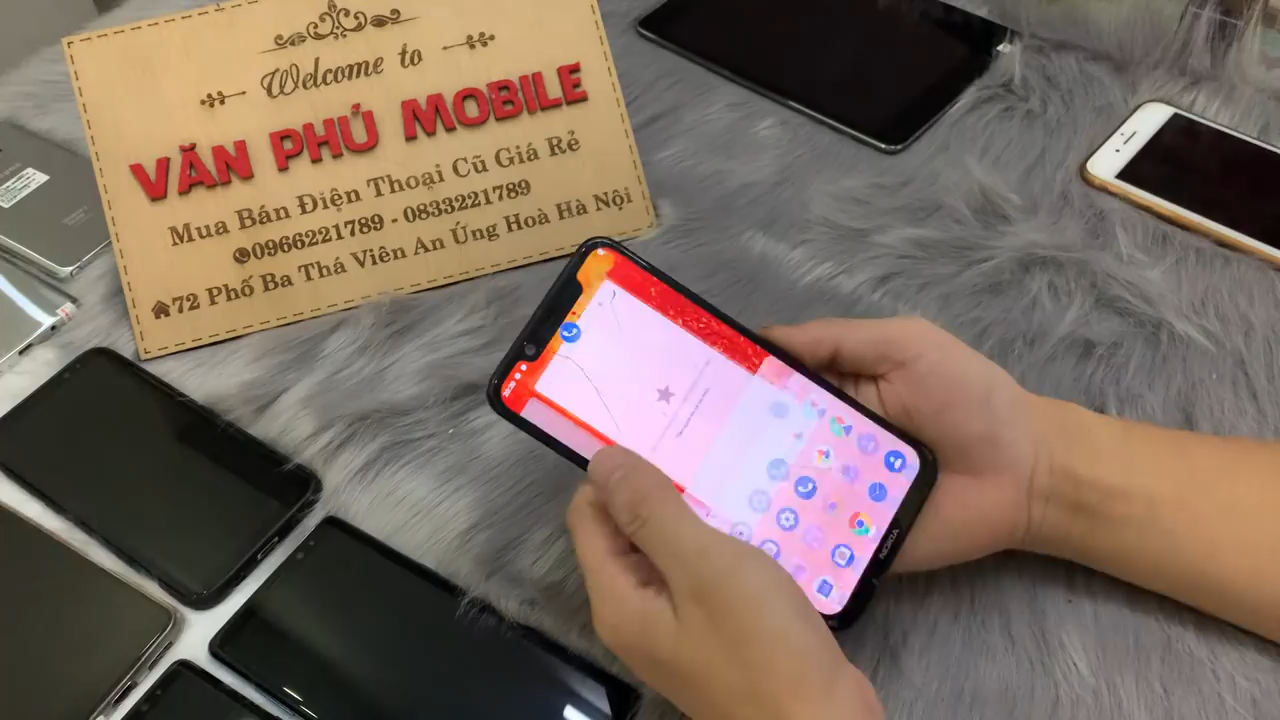 Welcome to
VĂN PHÚ MOBILE
Mua Bán Điện Thoại Cũ Giá Rẻ
0966221789 - 0833221789
72 Phố Ba Thá Viên An Ứng Hoà Hà Nội
NOKIA